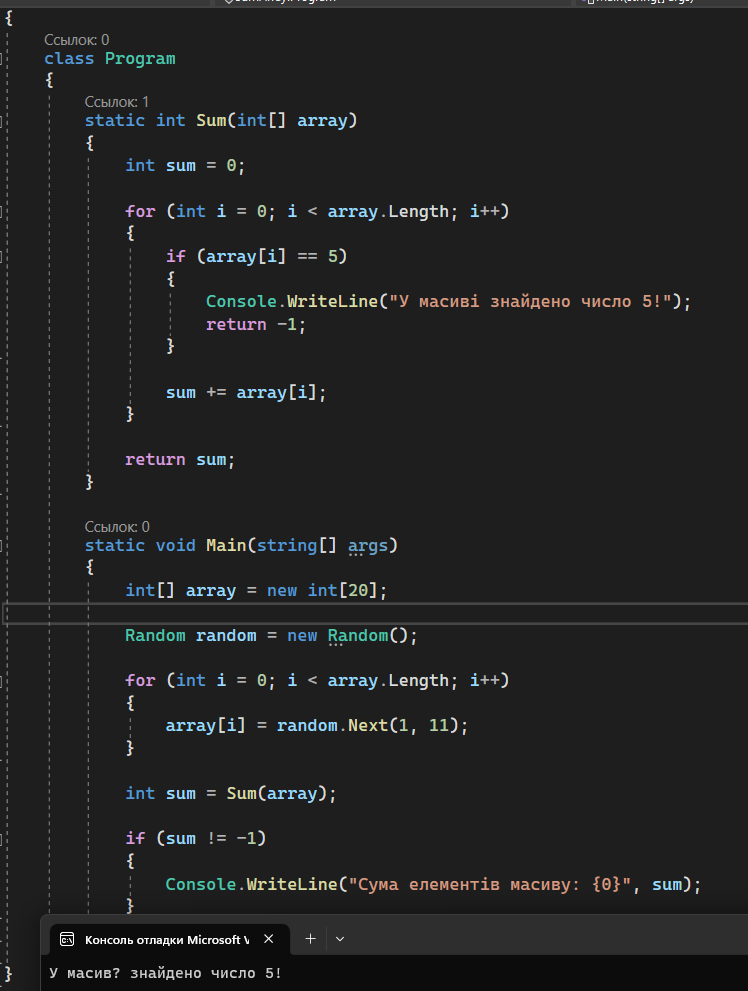 {
Ссылок: 0
class Program
{
Ссылок: 1
static int Sum(int[] array)
{
int sum = 0;
for (int i = 0; i < array.Length; i++)
{
if (array[i] == 5)
{
Console.WriteLine("У масиві знайдено число 5!");
return -1;
}
sum += array[i];
}
return sum;
}
Ссылок: 0
static void Main(string[] args)
{
int[] array = new int[20];
Random random = new Random();
for (int i = 0; i < array.Length; i++)
{
array[i] = random.Next(1, 11);
}
int sum = Sum(array);
if (sum != -1)
{
Console.WriteLine("Сума елементів масиву: {0}", sum);
}
Консоль отладки Microsoft V
}
У масив? знайдено число 5!